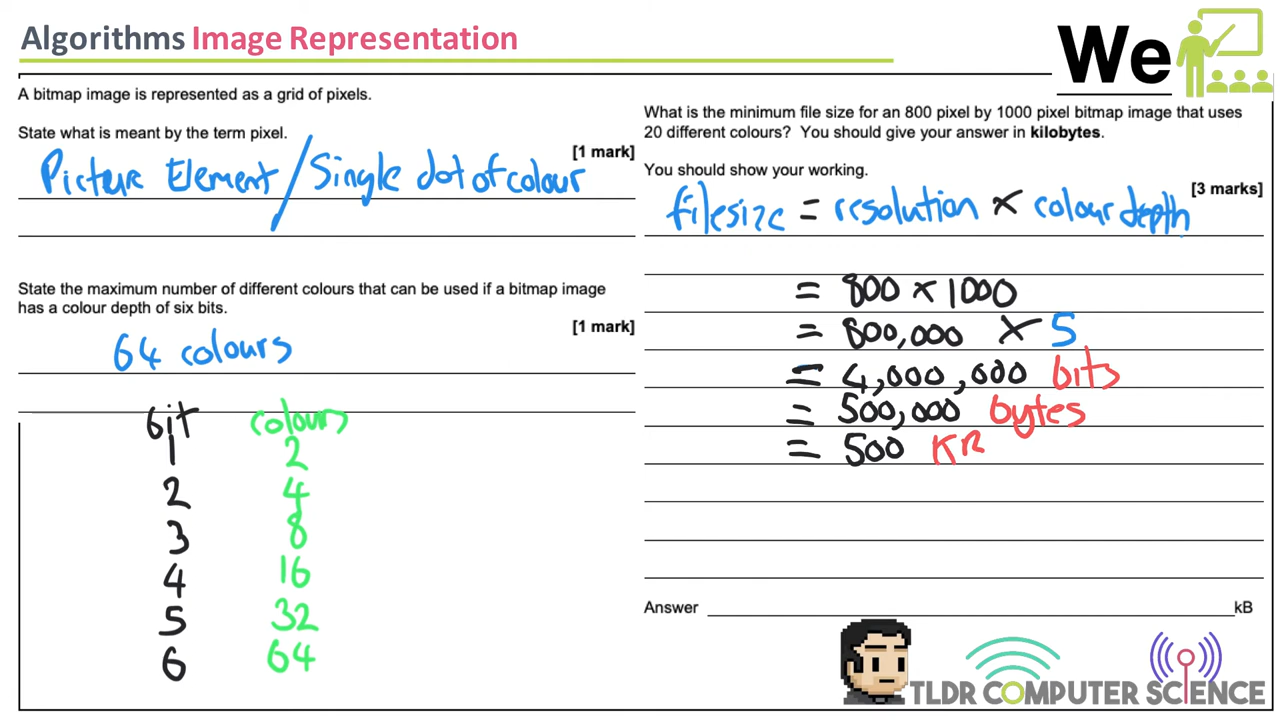 Algorithms Image Representation
We
A bitmap image is represented as a grid of pixels.
State what is meant by the term pixel.
[1 mark]
Picture Element / Single dot of colour
State the maximum number of different colours that can be used if a bitmap image
has a colour depth of six bits.
[1 mark]
64 colours
bit colours
1 2
2 4
3 8
4 16
5 32
6 64
What is the minimum file size for an 800 pixel by 1000 pixel bitmap image that uses
20 different colours? You should give your answer in kilobytes.
You should show your working.
[3 marks]
filesize = resolution × colour depth
= 800 × 1000
= 800,000 × 5
= 4,000,000 bits
= 500,000 bytes
= 500 KB
Answer kB
TLDR COMPUTER SCIENCE